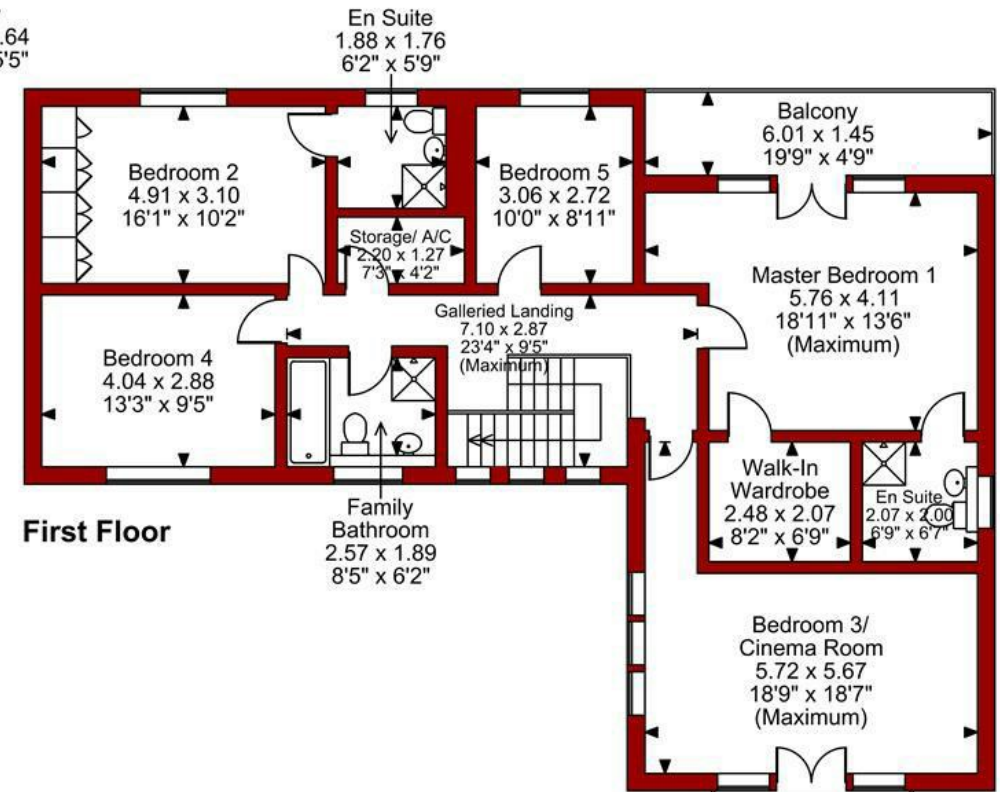 .64
5'5"
En Suite
1.88 x 1.76
6'2" x 5'9"
Balcony
6.01 x 1.45
19'9" x 4'9"
Bedroom 2
4.91 x 3.10
16'1" x 10'2"
Bedroom 5
3.06 x 2.72
10'0" x 8'11"
Storage/ A/C
2.20 x 1.27
7'3" x 4'2"
Master Bedroom 1
5.76 x 4.11
18'11" x 13'6"
(Maximum)
Galleried Landing
7.10 x 2.87
23'4" x 9'5"
(Maximum)
Bedroom 4
4.04 x 2.88
13'3" x 9'5"
Walk-In
Wardrobe
2.48 x 2.07
8'2" x 6'9"
En Suite
2.07 x 2.00
6'9" x 6'7"
First Floor
Family
Bathroom
2.57 x 1.89
8'5" x 6'2"
Bedroom 3/
Cinema Room
5.72 x 5.67
18'9" x 18'7"
(Maximum)